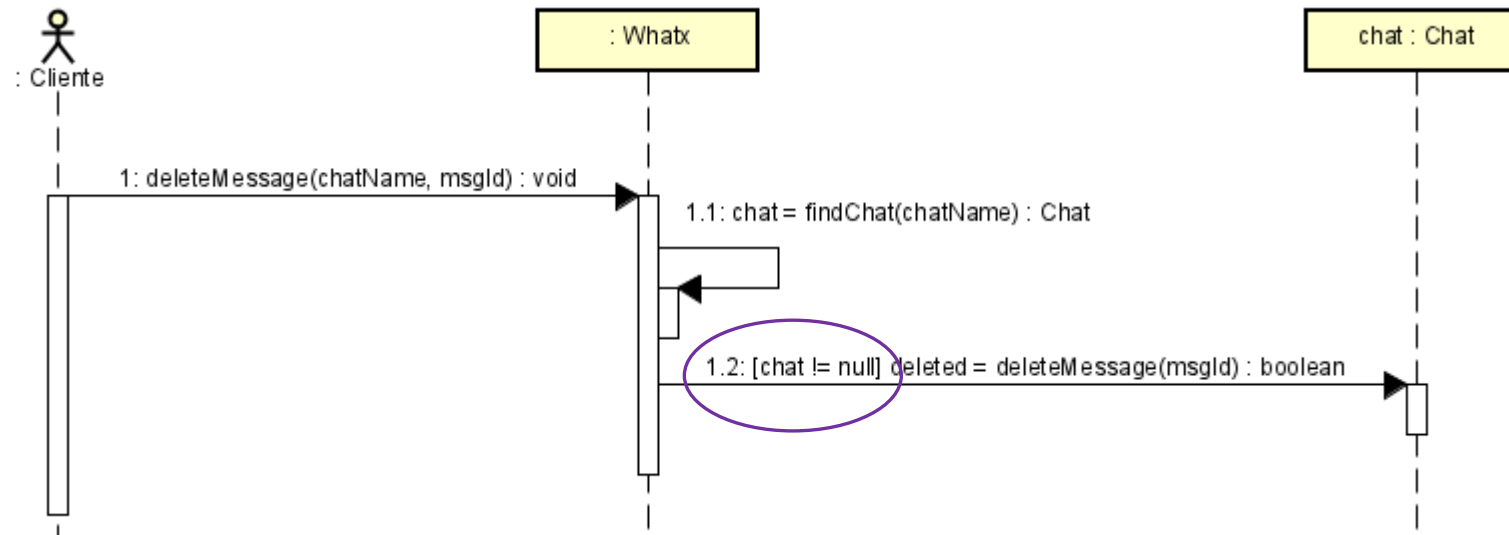 : Cliente
: Whatx
chat : Chat
1: deleteMessage(chatName, msgId) : void
1.1: chat = findChat(chatName) : Chat
1.2: [chat != null] deleted = deleteMessage(msgId) : boolean